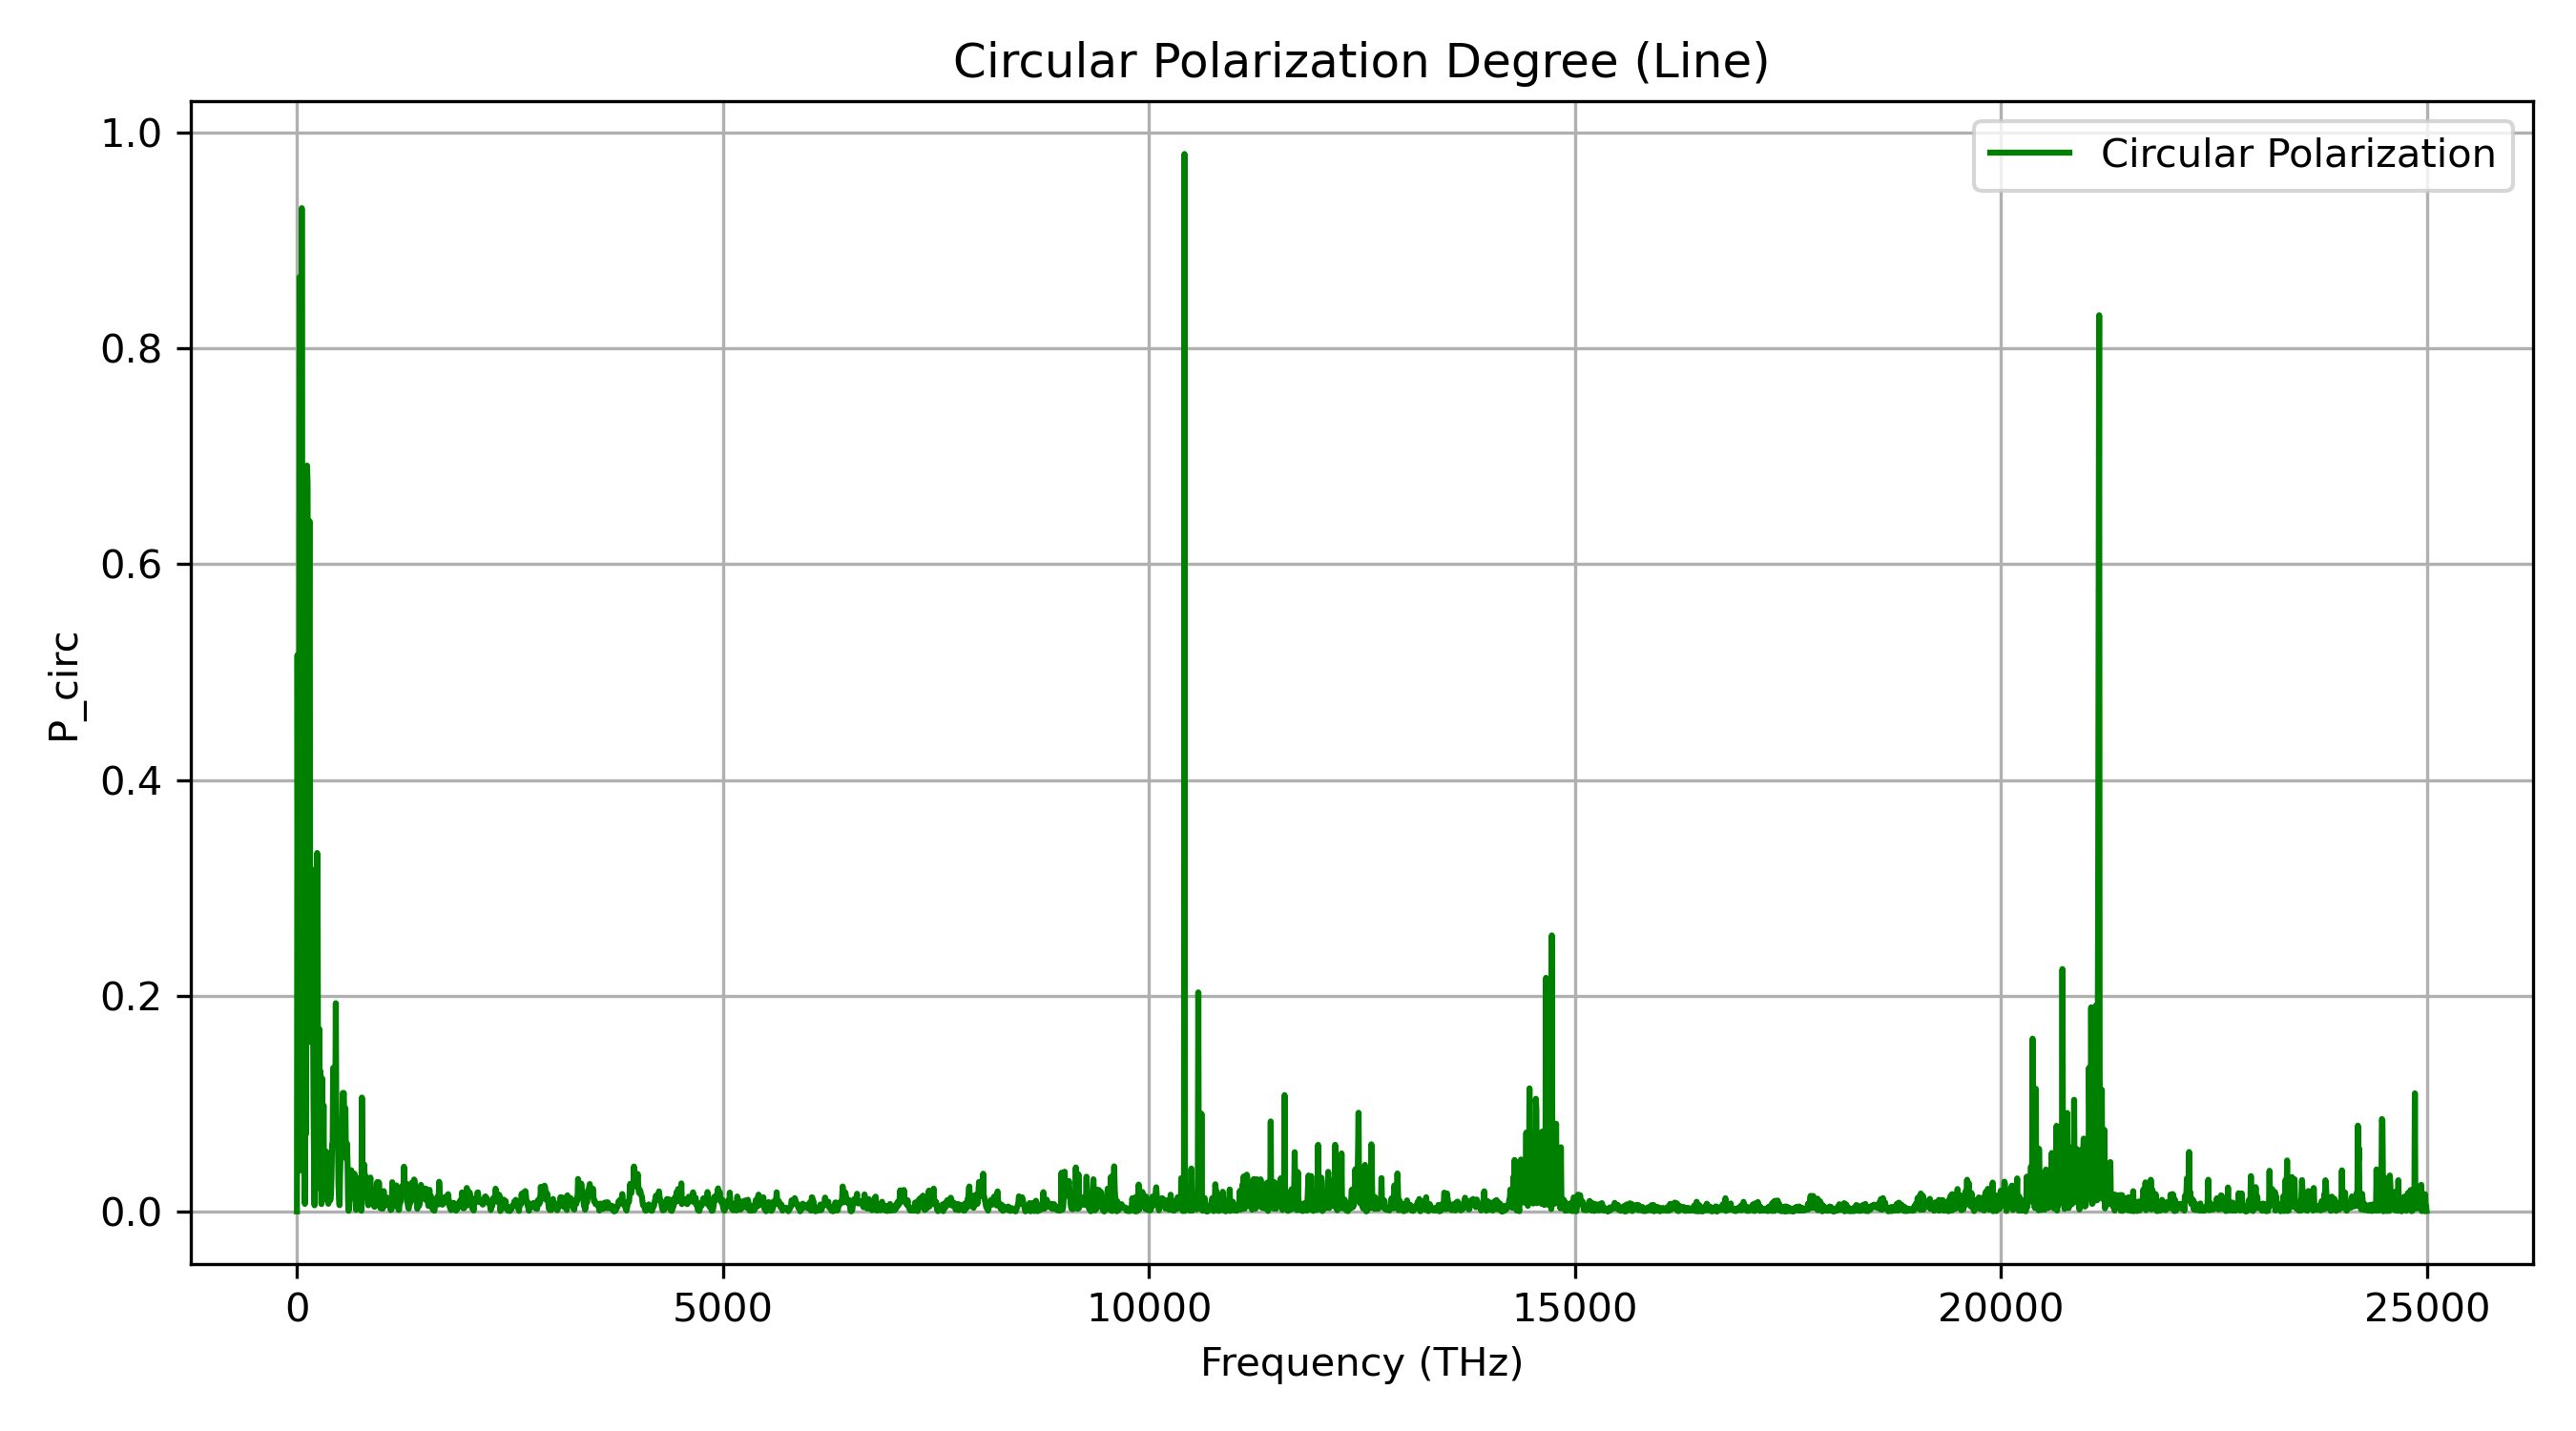 Circular Polarization Degree (Line)
Circular Polarization
1.0
0.8
0.6
0.4
0.2
0.0
P_circ
0 5000 10000 15000 20000 25000
Frequency (THz)